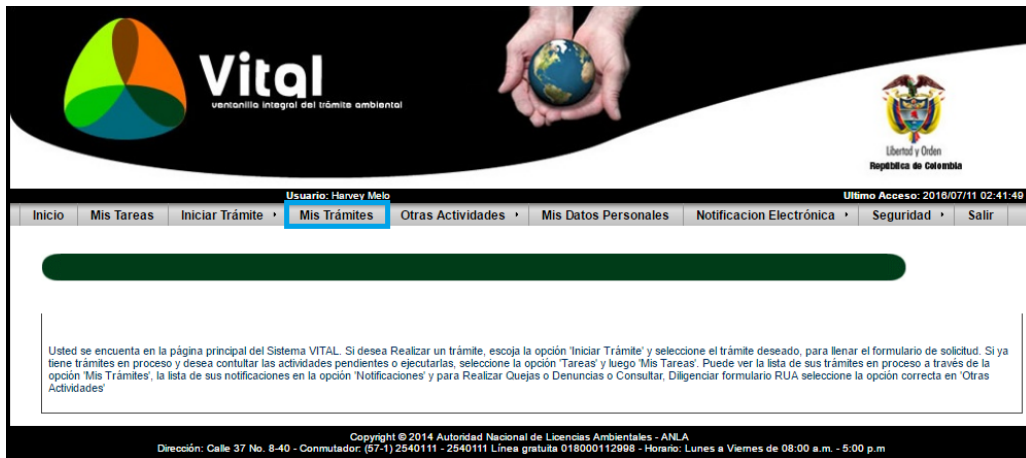 Vital
ventanilla integral del trámite ambiental
Libertad y Orden
República de Colombia
Usuario: Harvey Melo
Ultimo Acceso: 2016/07/11 02:41:49
Inicio Mis Tareas Iniciar Trámite Mis Trámites Otras Actividades Mis Datos Personales Notificacion Electrónica Seguridad Salir
Usted se encuenta en la página principal del Sistema VITAL. Si desea Realizar un trámite, escoja la opción 'Iniciar Trámite' y seleccione el trámite deseado, para llenar el formulario de solicitud. Si ya
tiene trámites en proceso y desea contultar las actividades pendientes o ejecutarlas, seleccione la opción 'Tareas' y luego 'Mis Tareas'. Puede ver la lista de sus trámites en proceso a través de la
opción 'Mis Trámites', la lista de sus notificaciones en la opción 'Notificaciones' y para Realizar Quejas o Denuncias o Consultar, Diligenciar formulario RUA seleccione la opción correcta en 'Otras
Actividades'
Copyright © 2014 Autoridad Nacional de Licencias Ambientales - ANLA
Dirección: Calle 37 No. 8-40 - Conmutador: (57-1) 2540111 - 2540111 Línea gratuita 018000112998 - Horario: Lunes a Viernes de 08:00 a.m. - 5:00 p.m